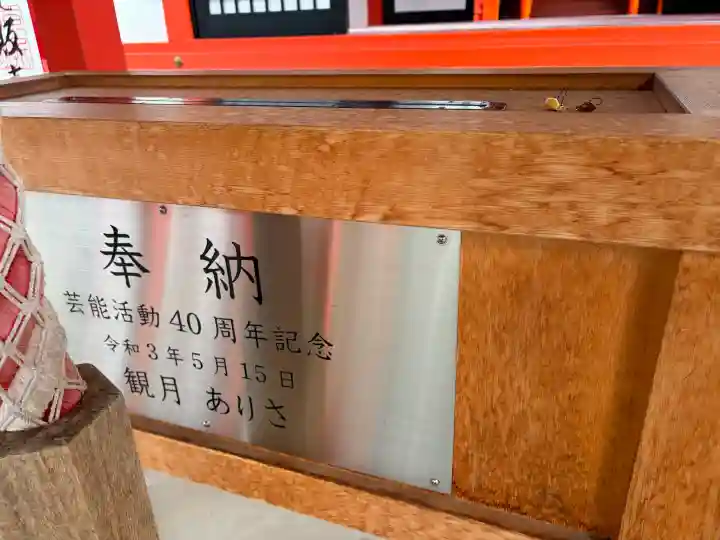 奉納
芸能活動40周年記念
令和3年5月15日
観月 ありさ